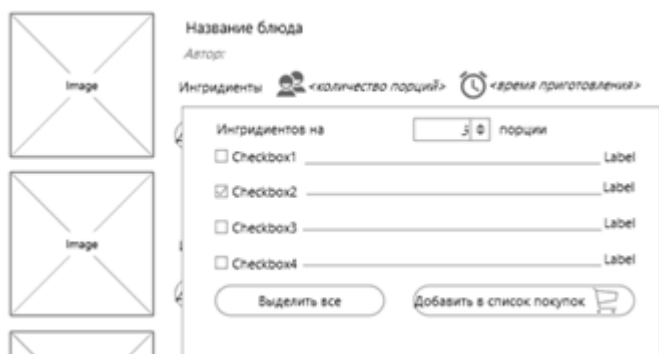 Название блюда
Автор:
Image
Ингридиенты <количество порций> <время приготовления>
Ингридиентов на 3 порции
Checkbox1 Label
Checkbox2 Label
Image
Checkbox3 Label
Checkbox4 Label
Выделить все Добавить в список покупок